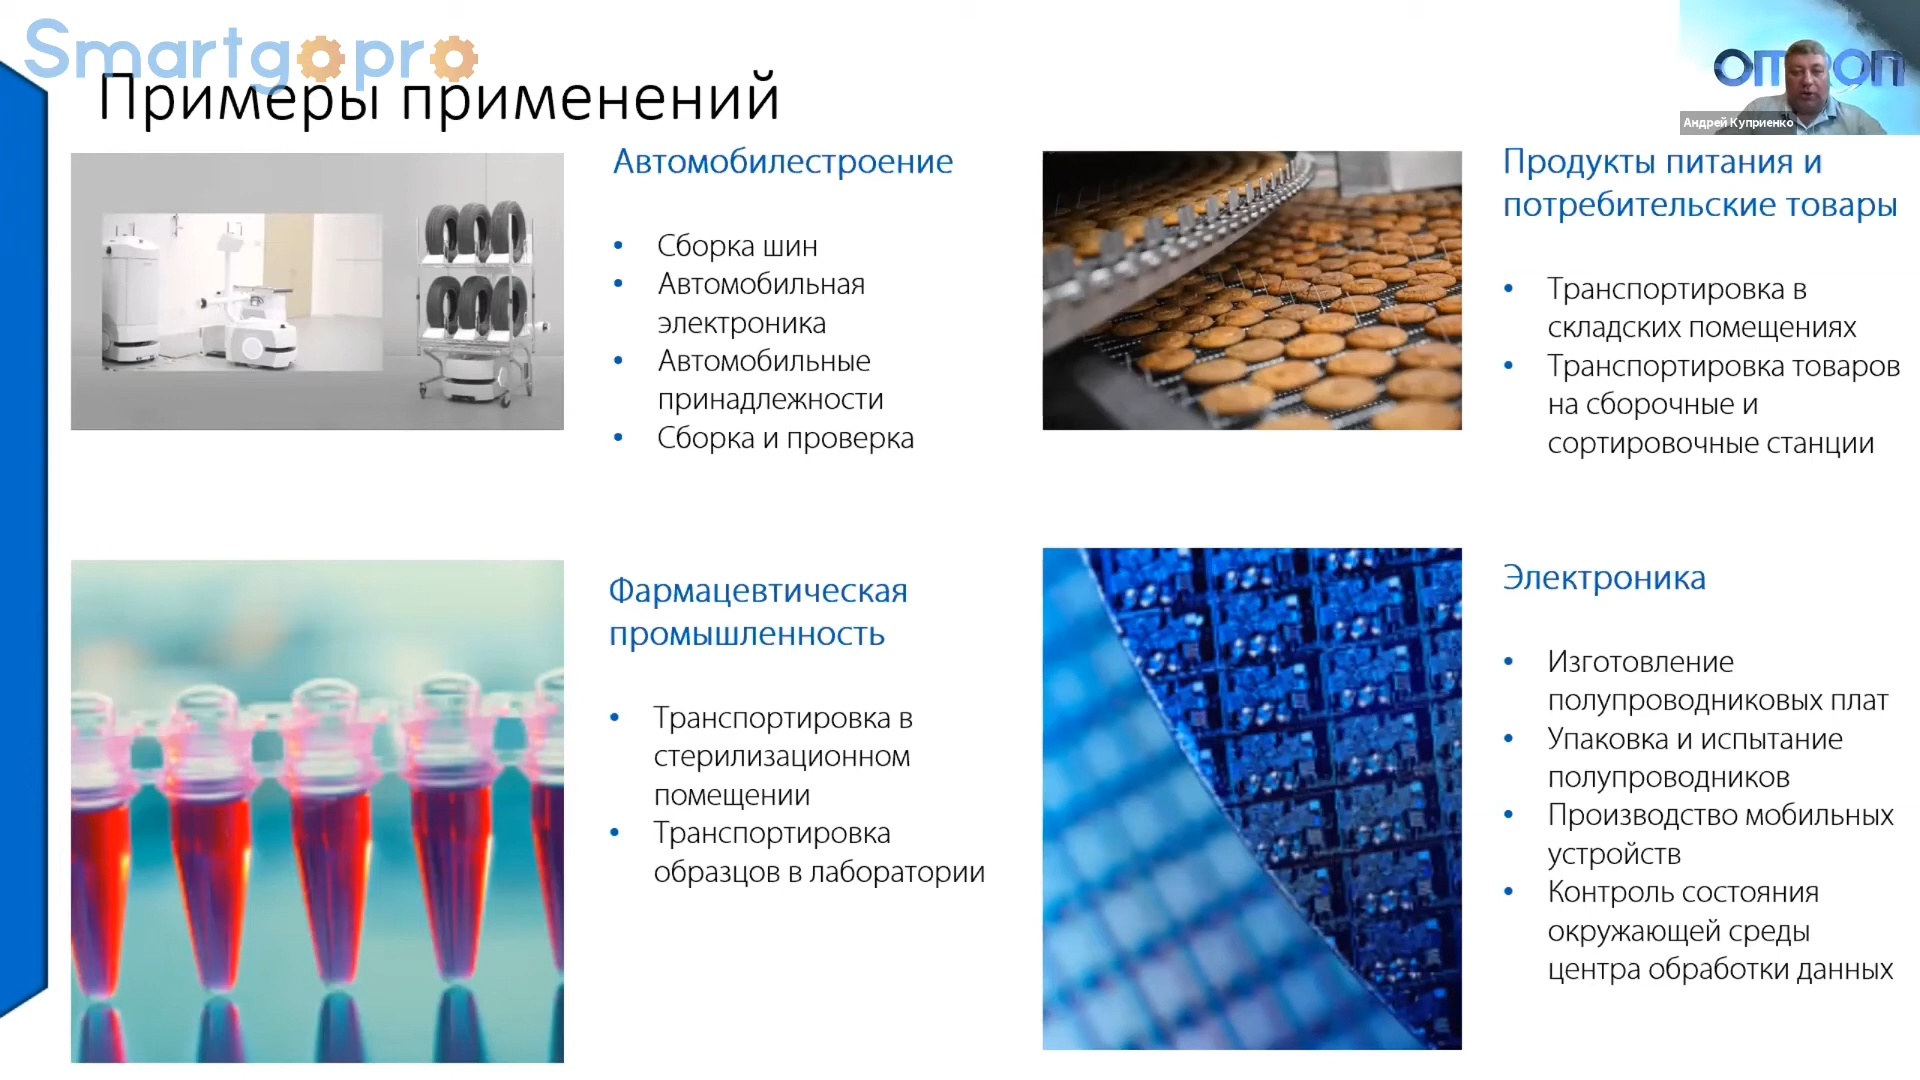 Smartgopro
Примеры применений
OMRON
Андрей Куприенко
Автомобилестроение
• Сборка шин
• Автомобильная
электроника
• Автомобильные
принадлежности
• Сборка и проверка
Продукты питания и
потребительские товары
• Транспортировка в
складских помещениях
• Транспортировка товаров
на сборочные и
сортировочные станции
Фармацевтическая
промышленность
• Транспортировка в
стерилизационном
помещении
• Транспортировка
образцов в лаборатории
Электроника
• Изготовление
полупроводниковых плат
• Упаковка и испытание
полупроводников
• Производство мобильных
устройств
• Контроль состояния
окружающей среды
центра обработки данных